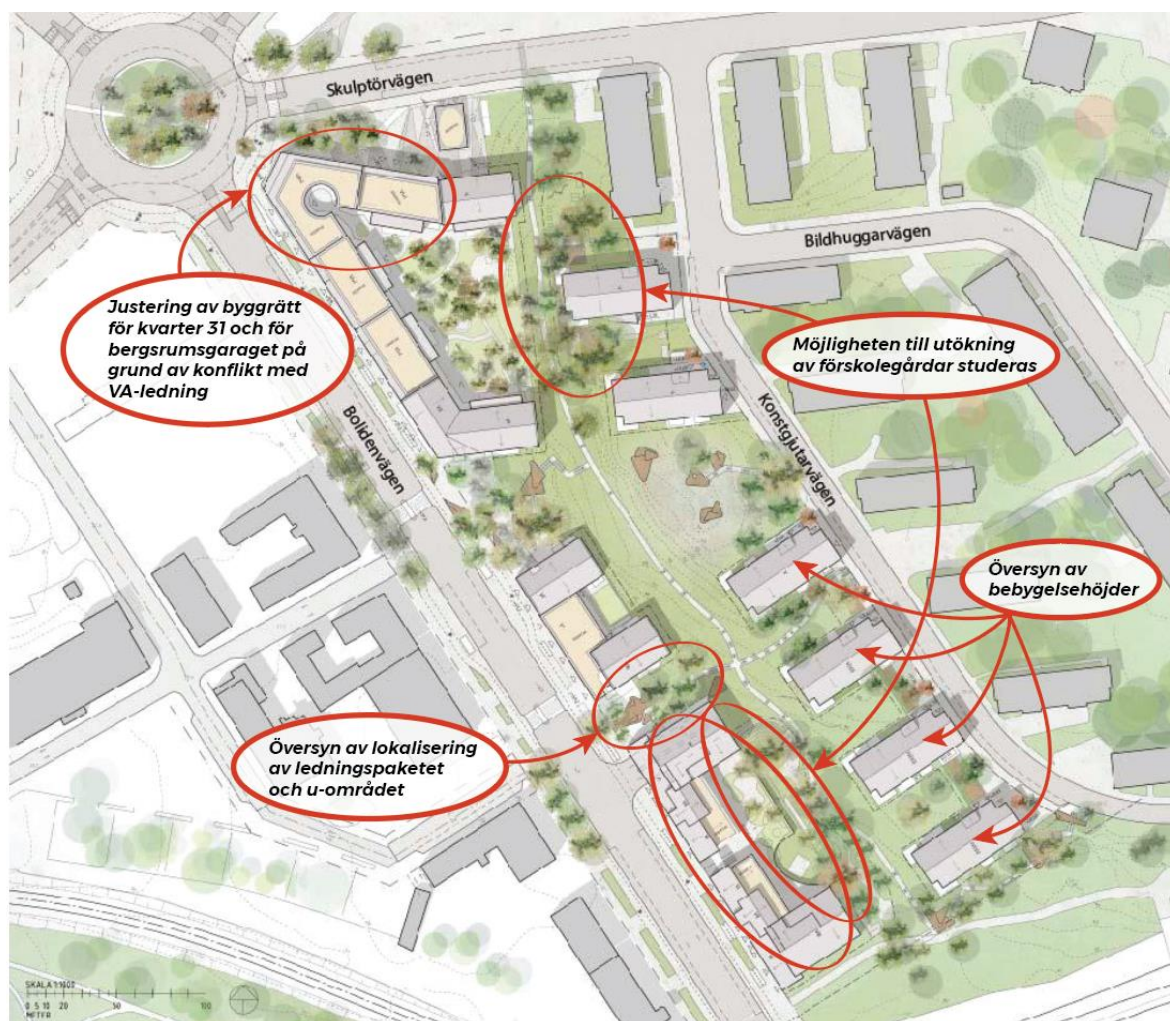 Skulptörvägen
Bildhuggarvägen
Justering av byggrätt
för kvarter 31 och för
bergsrumsgaraget på
grund av konflikt med
VA-ledning
Möjligheten till utökning
av förskolegårdar studeras
Bolidenvägen
Konstgjutarvägen
Översyn av
bebygelsehöjder
Översyn av lokalisering
av ledningspaketet
och u-området
SKALA 1:1000
0 5 10 20 50 100
METER